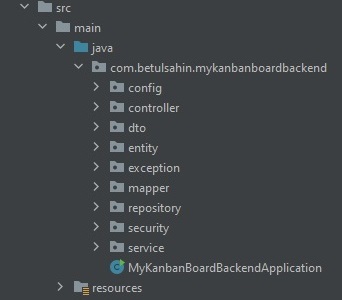 src
main
java
com.betulsahin.mykanbanboardbackend
config
controller
dto
entity
exception
mapper
repository
security
service
MyKanbanBoardBackendApplication
resources